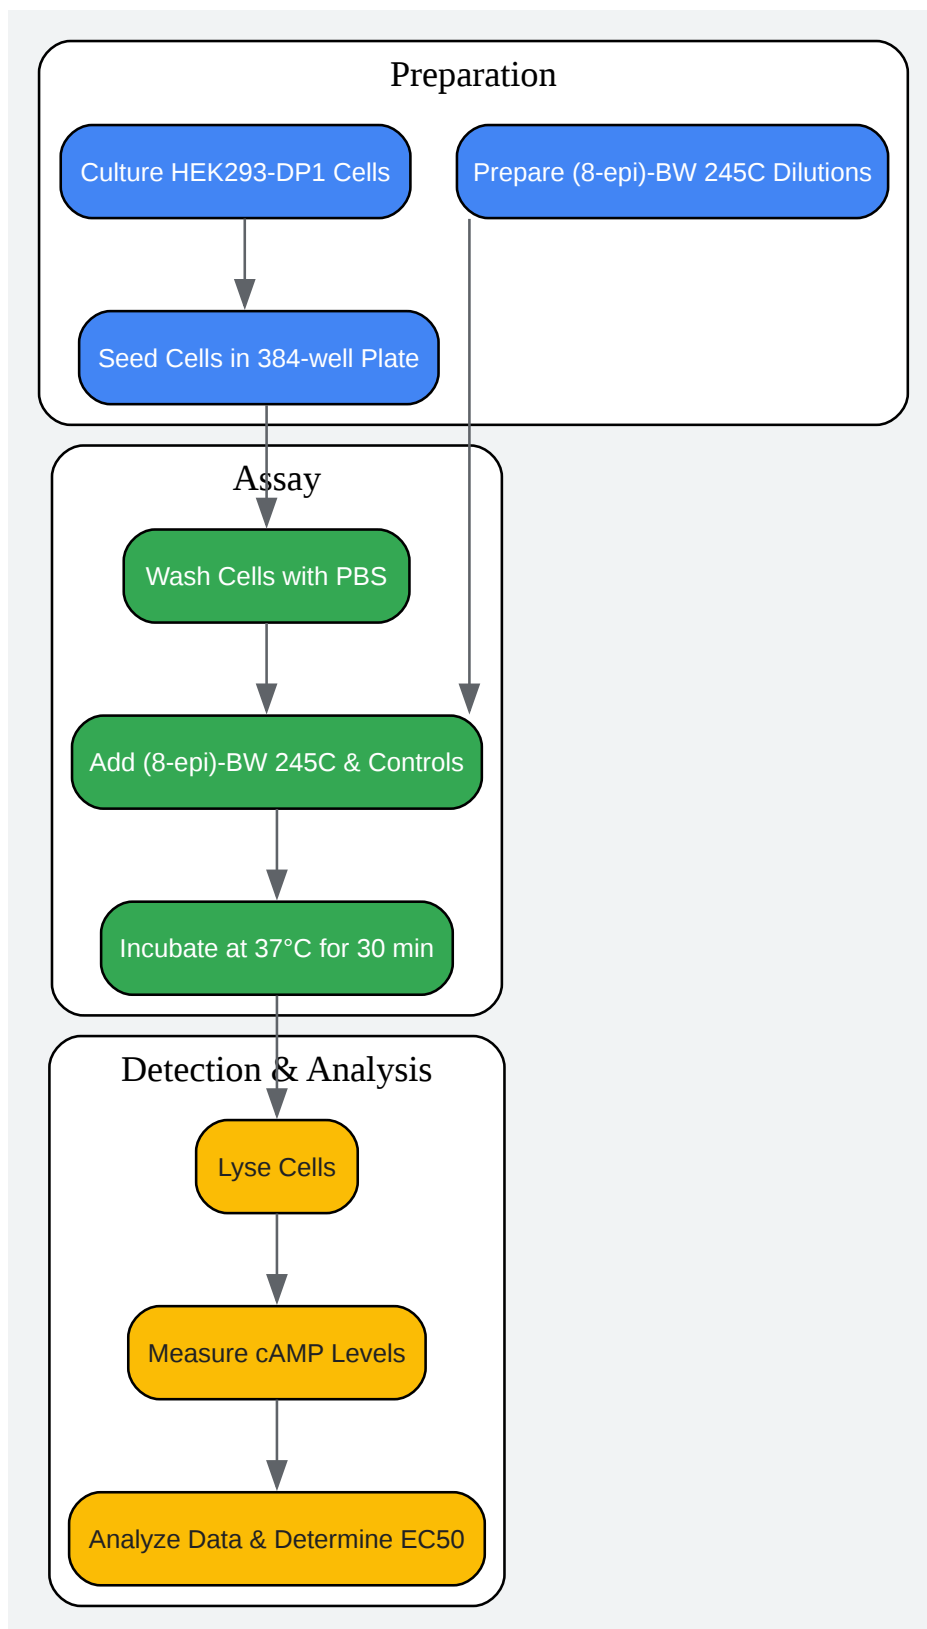 Preparation
Culture HEK293-DP1 Cells
Prepare (8-epi)-BW 245C Dilutions
Seed Cells in 384-well Plate
Assay
Wash Cells with PBS
Add (8-epi)-BW 245C & Controls
Incubate at 37°C for 30 min
Detection & Analysis
Lyse Cells
Measure cAMP Levels
Analyze Data & Determine EC50